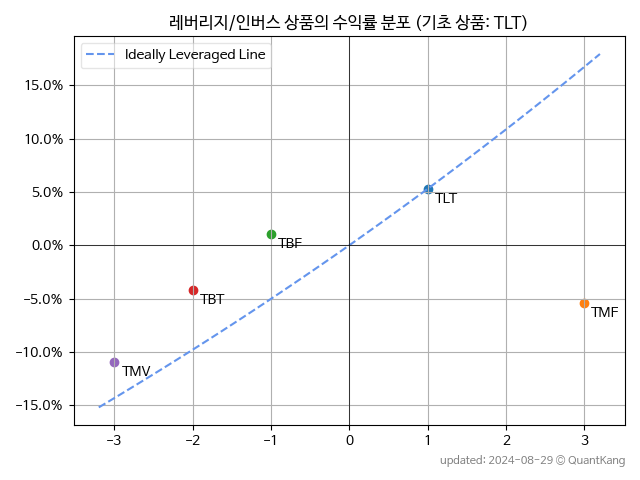 레버리지/인버스 상품의 수익률 분포 (기초 상품: TLT)
Ideally Leveraged Line
15.0%
10.0%
5.0%
TLT
TBF
0.0%
TBT
−5.0%
TMF
−10.0%
TMV
−15.0%
−3 −2 −1 0 1 2 3
updated: 2024-08-29 © QuantKang